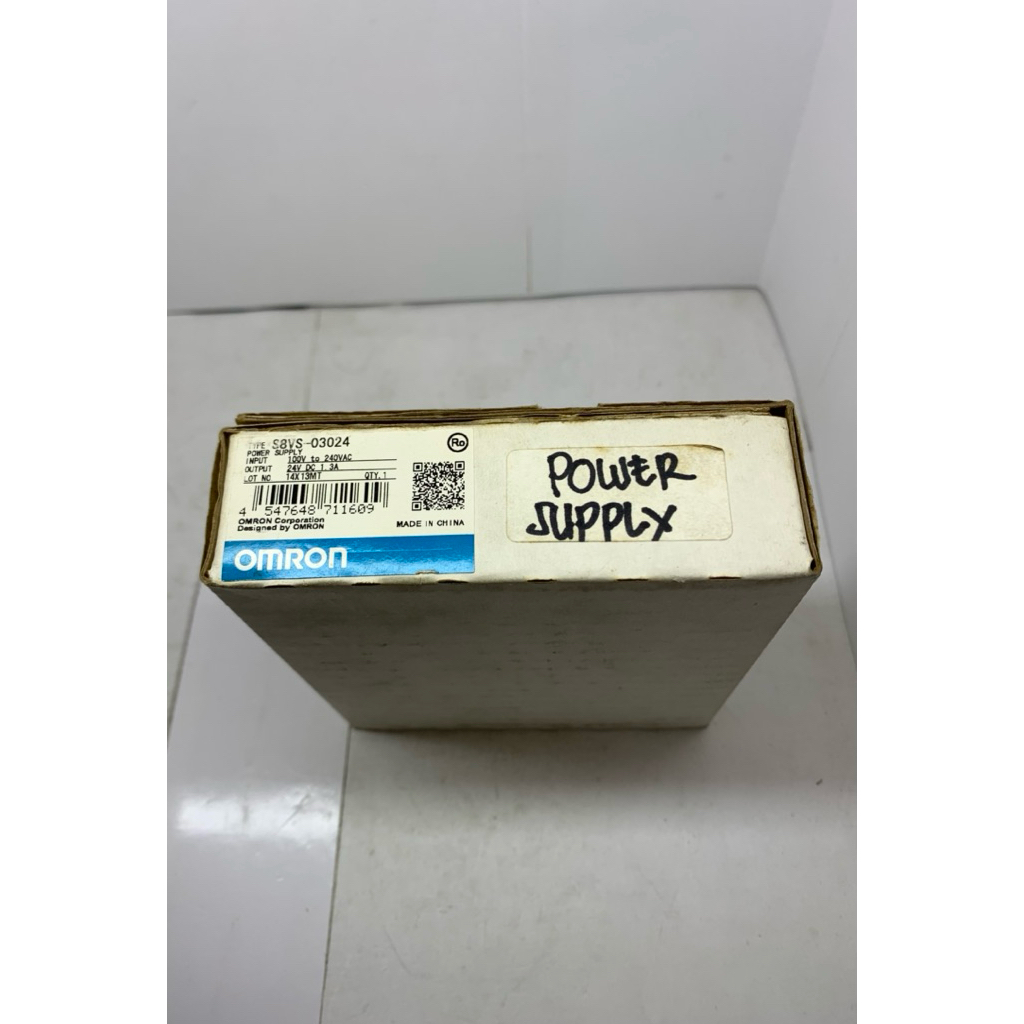 TYPE: S8VS-03024
POWER SUPPLY
INPUT 100V to 240VAC
OUTPUT 24V DC 1.3A
LOT NO 14X13MT QTY.1
4 547648 711609
OMRON Corporation
Designed by OMRON
MADE IN CHINA
OMRON
Ro
POWER
SUPPLY